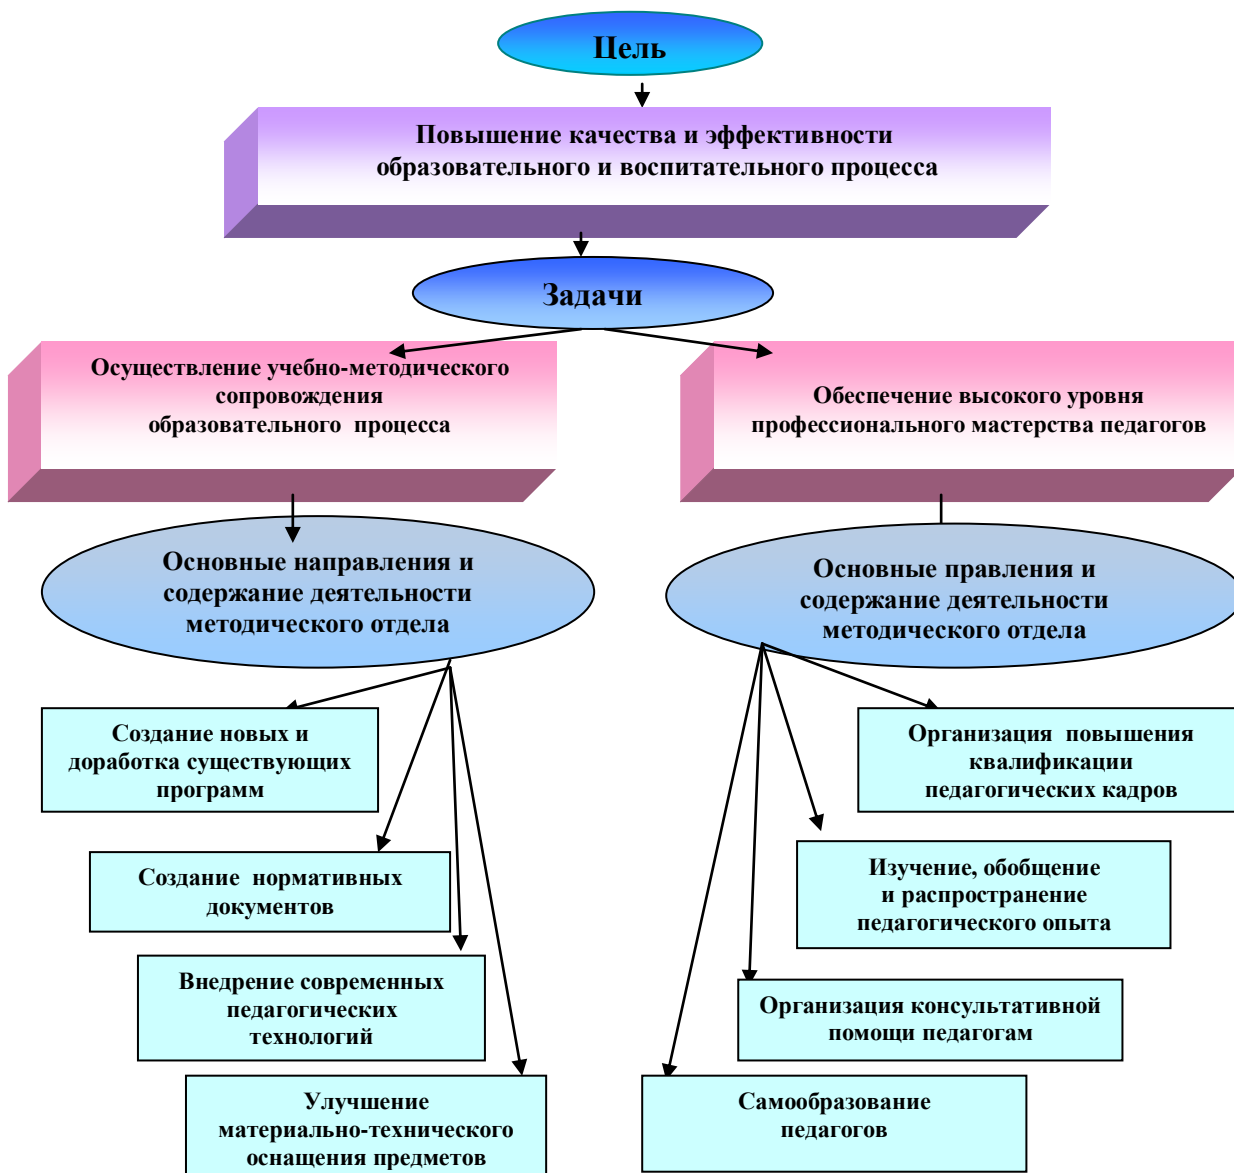 Цель
Повышение качества и эффективности
образовательного и воспитательного процесса
Задачи
Осуществление учебно-методического
сопровождения
образовательного процесса
Обеспечение высокого уровня
профессионального мастерства педагогов
Основные направления и
содержание деятельности
методического отдела
Основные правления и
содержание деятельности
методического отдела
Создание новых и
доработка существующих
программ
Создание нормативных
документов
Внедрение современных
педагогических
технологий
Улучшение
материально-технического
оснащения предметов
Организация повышения
квалификации
педагогических кадров
Изучение, обобщение
и распространение
педагогического опыта
Организация консультативной
помощи педагогам
Самообразование
педагогов